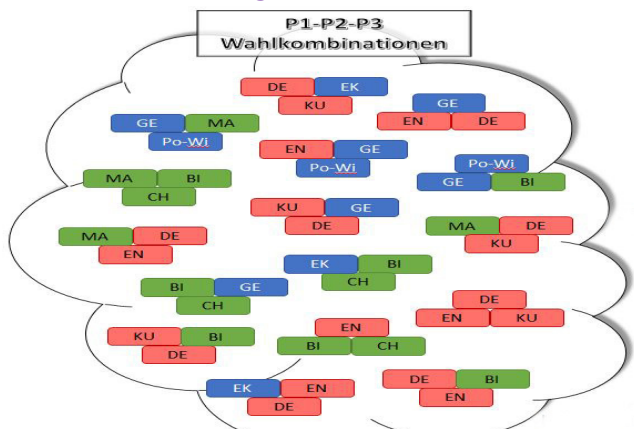 P1-P2-P3
Wahlkombinationen
DE EK
KU
GE
EN DE
GE MA
Po-Wi
EN GE
Po-Wi
Po-Wi
GE BI
MA BI
CH
KU GE
DE
MA DE
KU
MA DE
EN
EK BI
CH
BI GE
CH
DE
EN KU
KU BI
DE
EN
BI CH
EK EN
DE
DE BI
EN